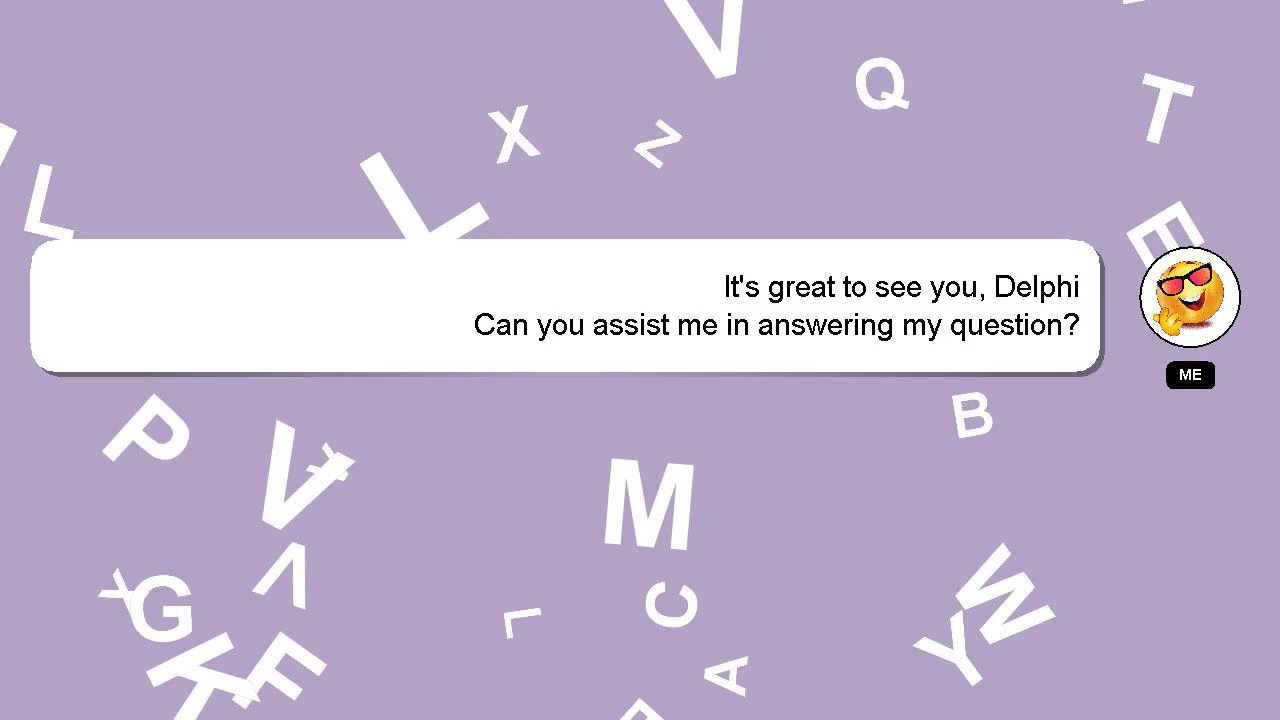 It's great to see you, Delphi
Can you assist me in answering my question?
ME
V
Q
X
Z
T
L
L
E
P
V
B
M
V
X
G
C
L
W
Y
K
F
A